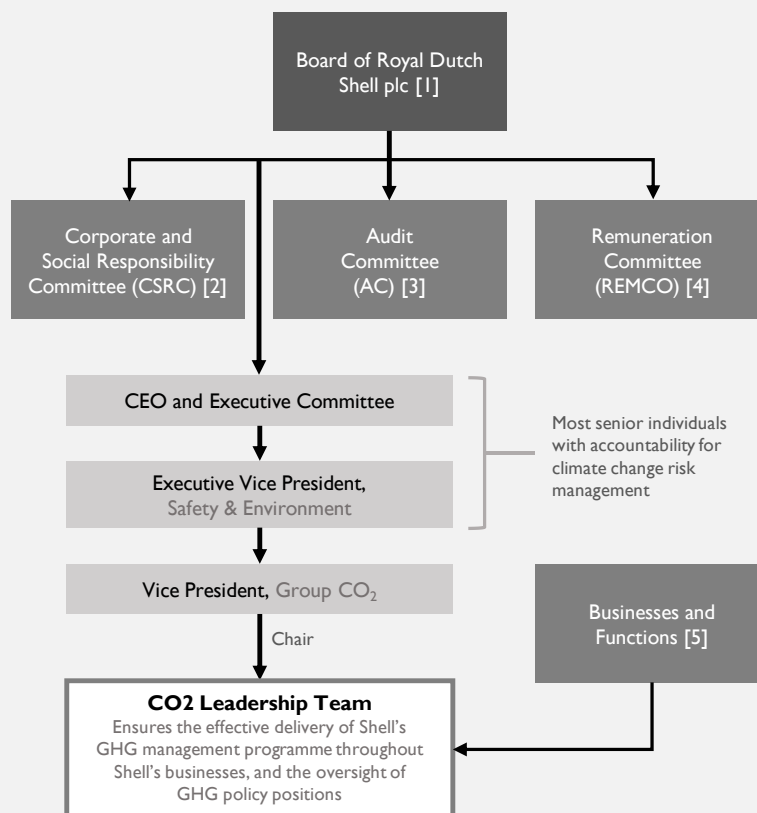 Board of Royal Dutch
Shell plc [1]
Corporate and
Social Responsibility
Committee (CSRC) [2]
Audit
Committee
(AC) [3]
Remuneration
Committee
(REMCO) [4]
CEO and Executive Committee
Executive Vice President,
Safety & Environment
Most senior individuals
with accountability for
climate change risk
management
Vice President, Group CO₂
Chair
Businesses and
Functions [5]
CO2 Leadership Team
Ensures the effective delivery of Shell's
GHG management programme throughout
Shell's businesses, and the oversight of
GHG policy positions